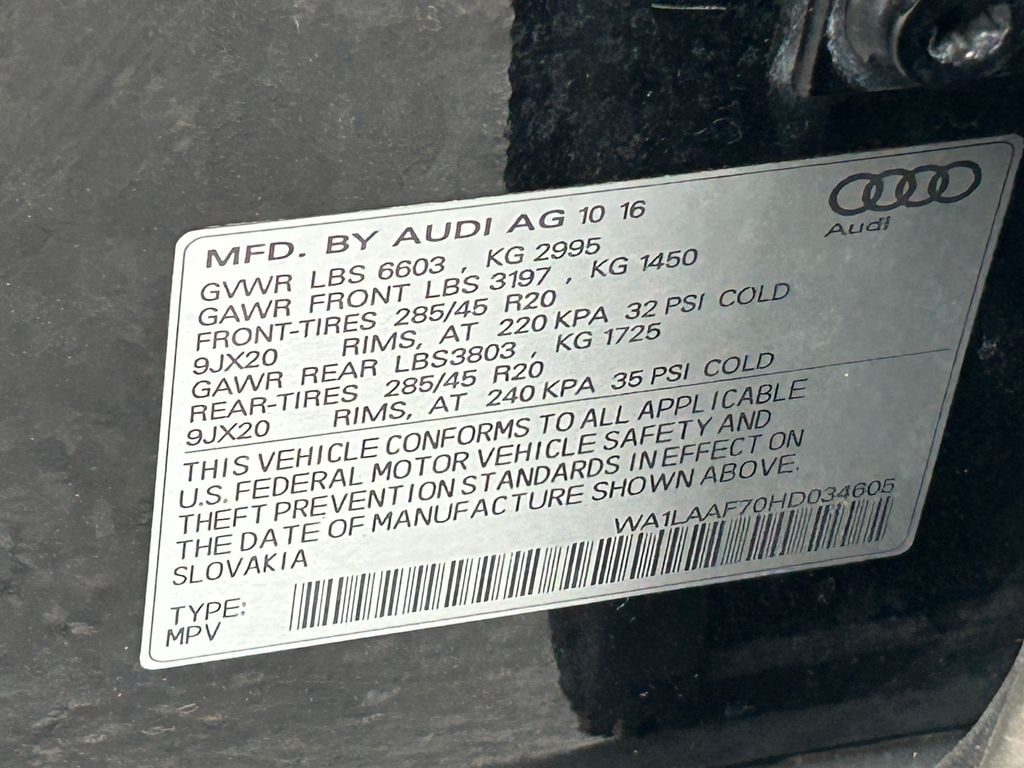 MFD. BY AUDI AG 10 16
Audi
GVWR LBS 6603 , KG 2995
GAWR FRONT LBS 3197 , KG 1450
FRONT-TIRES 285/45 R20
9JX20 RIMS, AT 220 KPA 32 PSI COLD
GAWR REAR LBS3803 , KG 1725
REAR-TIRES 285/45 R20
9JX20 RIMS, AT 240 KPA 35 PSI COLD
THIS VEHICLE CONFORMS TO ALL APPLICABLE
U.S. FEDERAL MOTOR VEHICLE SAFETY AND
THEFT PREVENTION STANDARDS IN EFFECT ON
THE DATE OF MANUFACTURE SHOWN ABOVE.
SLOVAKIA
WA1LAAF70HD034605
TYPE:
MPV